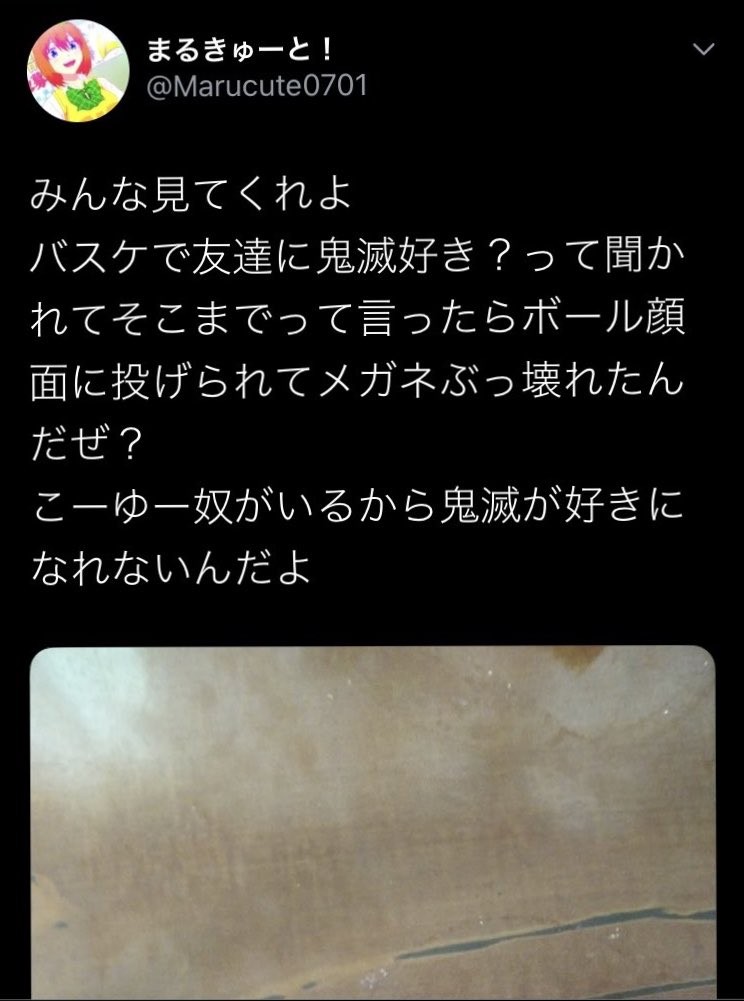 まるきゅーと！
@Marucute0701
みんな見てくれよ
バスケで友達に鬼滅好き？って聞か
れてそこまでって言ったらボール顔
面に投げられてメガネぶっ壊れたん
だぜ？
こーゆー奴がいるから鬼滅が好きに
なれないんだよ